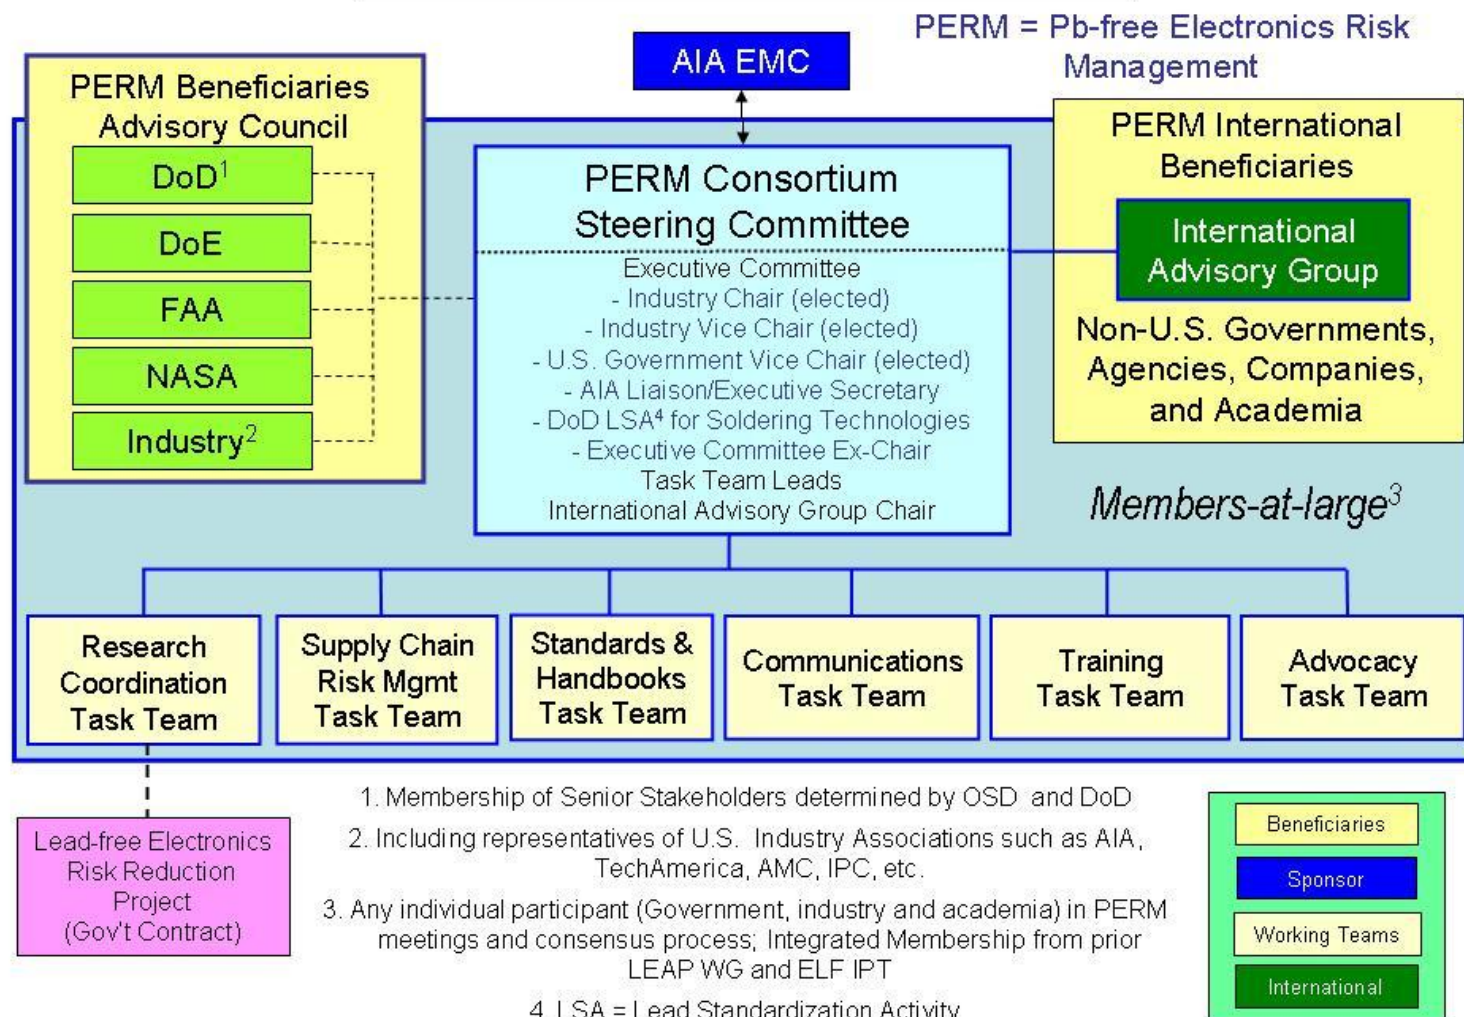 PERM = Pb-free Electronics Risk
Management
AIA EMC
PERM Beneficiaries
Advisory Council
DoD¹
DoE
FAA
NASA
Industry²
PERM Consortium
Steering Committee
Executive Committee
- Industry Chair (elected)
- Industry Vice Chair (elected)
- U.S. Government Vice Chair (elected)
- AIA Liaison/Executive Secretary
- DoD LSA⁴ for Soldering Technologies
- Executive Committee Ex-Chair
Task Team Leads
International Advisory Group Chair
PERM International
Beneficiaries
International
Advisory Group
Non-U.S. Governments,
Agencies, Companies,
and Academia
Members-at-large³
Research
Coordination
Task Team
Supply Chain
Risk Mgmt
Task Team
Standards &
Handbooks
Task Team
Communications
Task Team
Training
Task Team
Advocacy
Task Team
Lead-free Electronics
Risk Reduction
Project
(Gov't Contract)
1. Membership of Senior Stakeholders determined by OSD and DoD
2. Including representatives of U.S. Industry Associations such as AIA,
TechAmerica, AMC, IPC, etc.
3. Any individual participant (Government, industry and academia) in PERM
meetings and consensus process; Integrated Membership from prior
LEAP WG and ELF IPT
4. LSA = Lead Standardization Activity
Beneficiaries
Sponsor
Working Teams
International